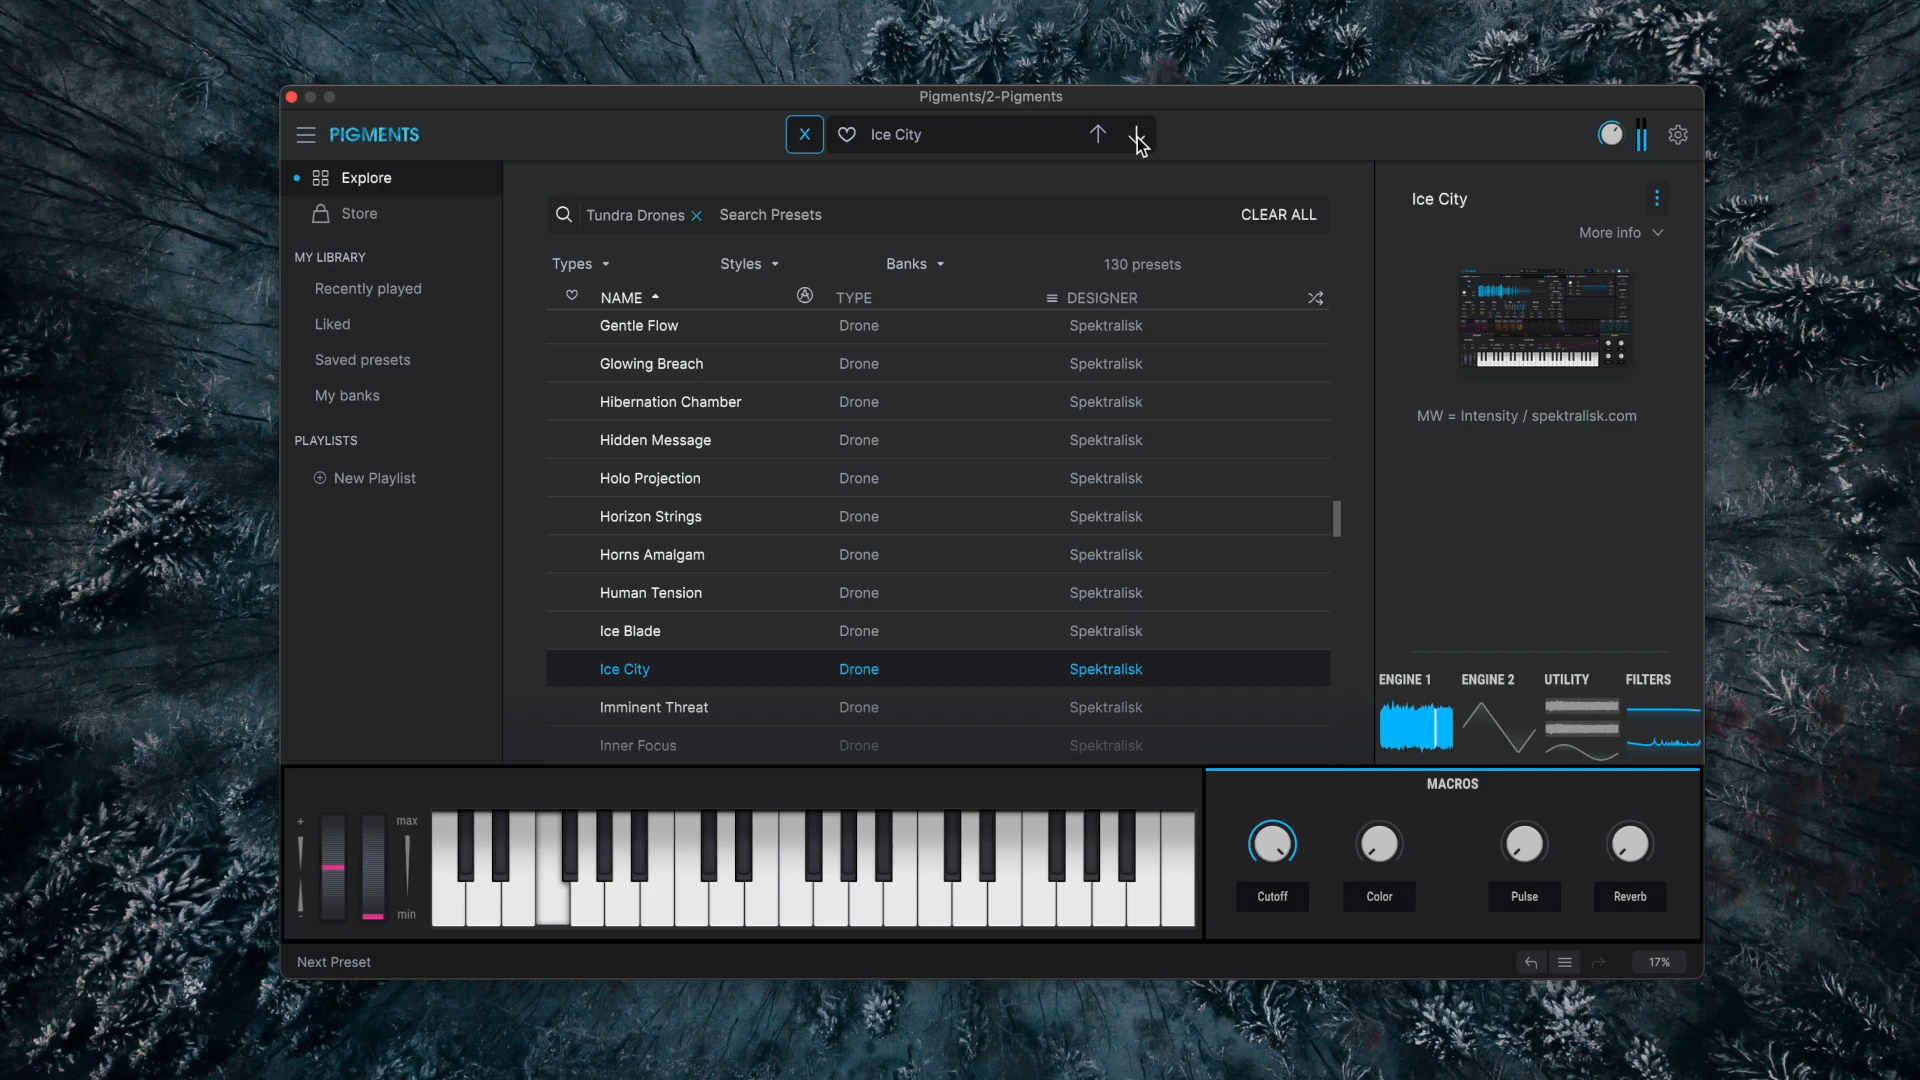 Pigments/2-Pigments
PIGMENTS
X
Ice City
Explore
Store
MY LIBRARY
Recently played
Liked
Saved presets
My banks
PLAYLISTS
New Playlist
Tundra Drones
Search Presets
CLEAR ALL
Types
Styles
Banks
130 presets
NAME TYPE DESIGNER
Gentle Flow Drone Spektralisk
Glowing Breach Drone Spektralisk
Hibernation Chamber Drone Spektralisk
Hidden Message Drone Spektralisk
Holo Projection Drone Spektralisk
Horizon Strings Drone Spektralisk
Horns Amalgam Drone Spektralisk
Human Tension Drone Spektralisk
Ice Blade Drone Spektralisk
Ice City Drone Spektralisk
Imminent Threat Drone Spektralisk
Inner Focus Drone Spektralisk
Ice City
More info
MW = Intensity / spektralisk.com
ENGINE 1 ENGINE 2 UTILITY FILTERS
+
-
max
min
MACROS
Cutoff Color Pulse Reverb
Next Preset
17%